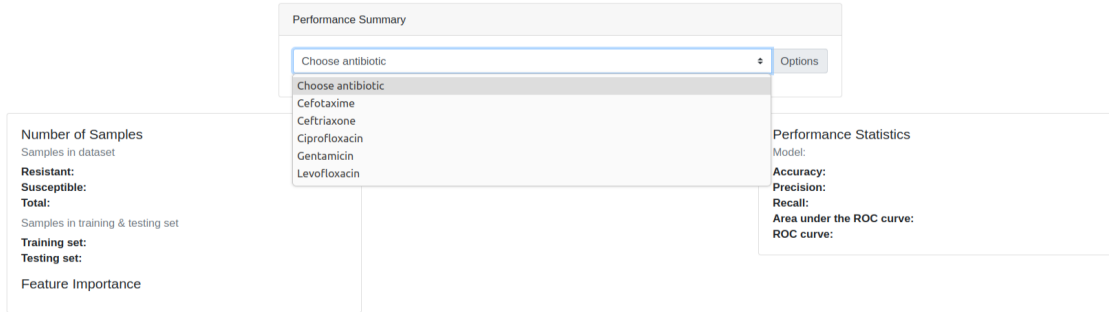 Performance Summary
Choose antibiotic
Options
Choose antibiotic
Cefotaxime
Ceftriaxone
Ciprofloxacin
Gentamicin
Levofloxacin
Number of Samples
Samples in dataset
Resistant:
Susceptible:
Total:
Samples in training & testing set
Training set:
Testing set:
Feature Importance
Performance Statistics
Model:
Accuracy:
Precision:
Recall:
Area under the ROC curve:
ROC curve: